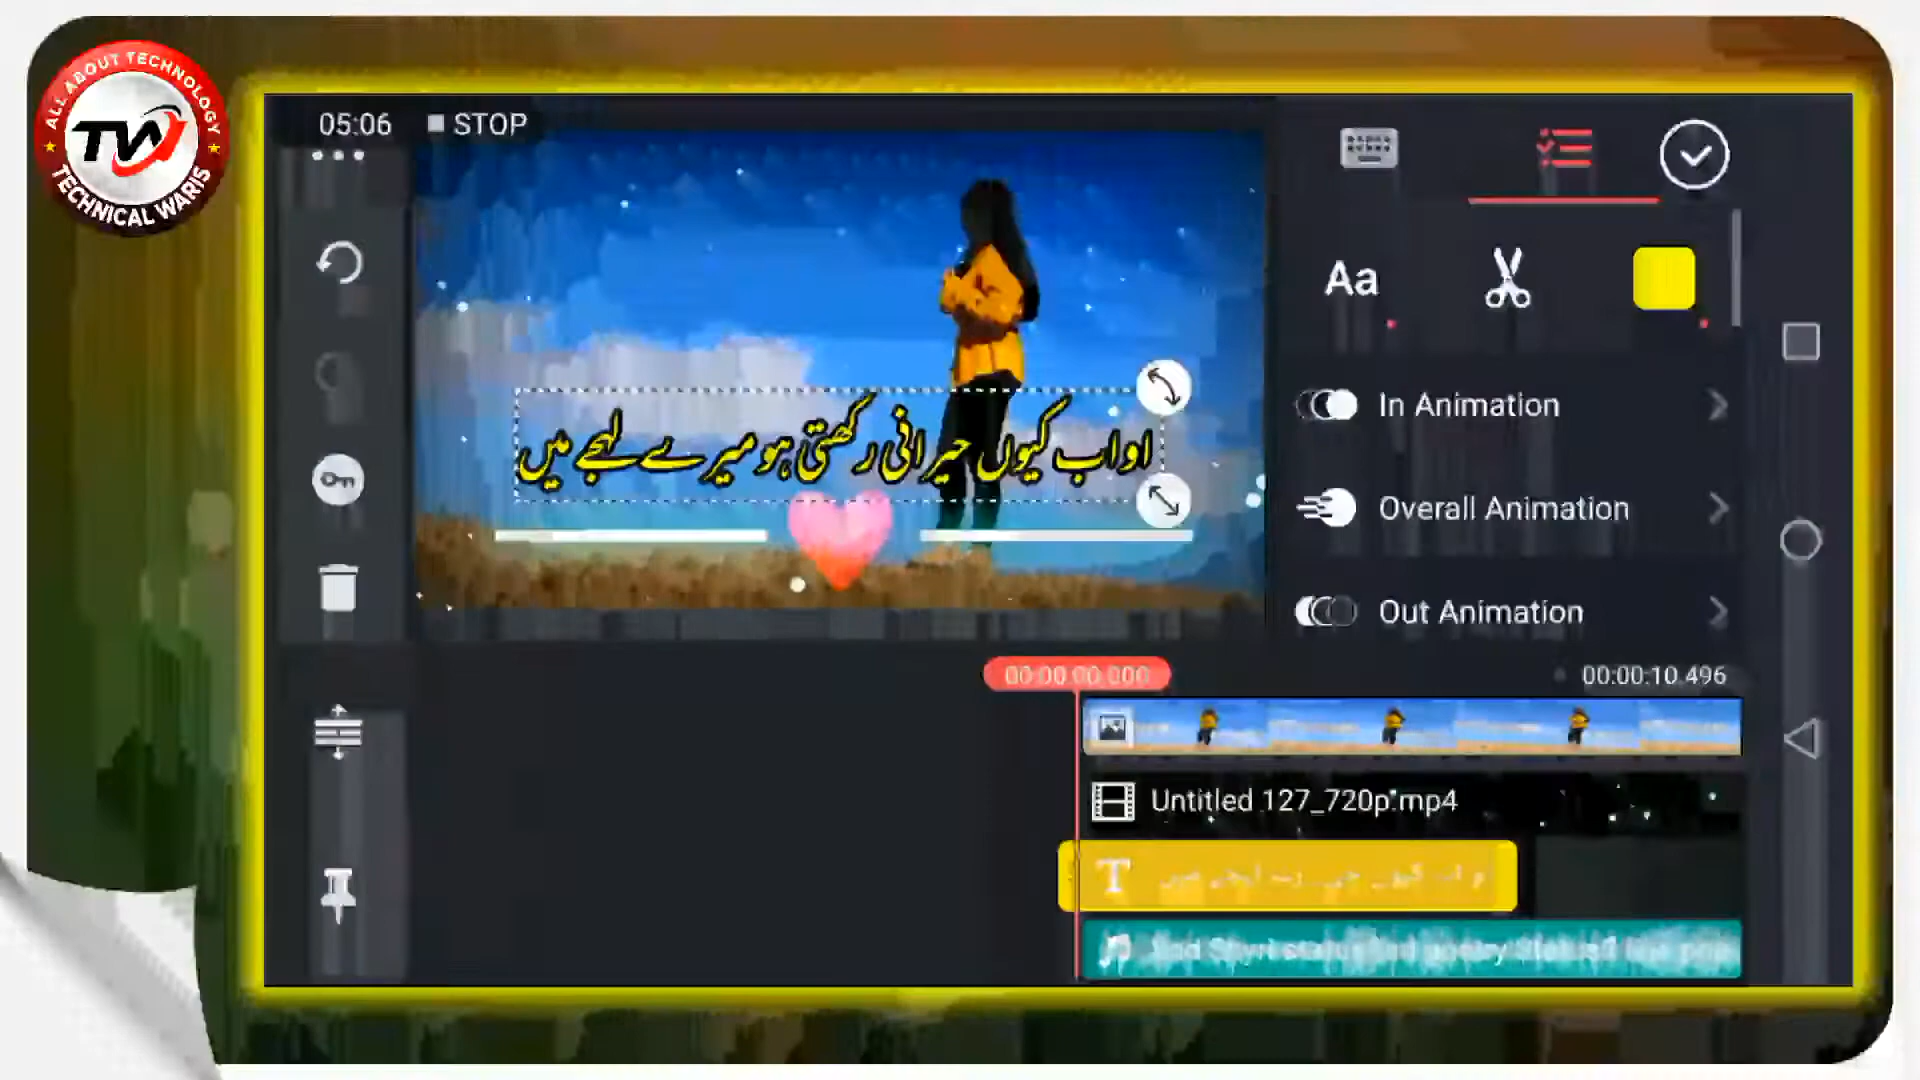 ALL ABOUT TECHNOLOGY
TW
TECHNICAL WARIS
05:06 STOP
Aa
اواب کیوں حیرانی رکھتی ہو میرے لہجے میں
In Animation
Overall Animation
Out Animation
00:00:00.000
00:00:10.496
Untitled 127_720p.mp4
T